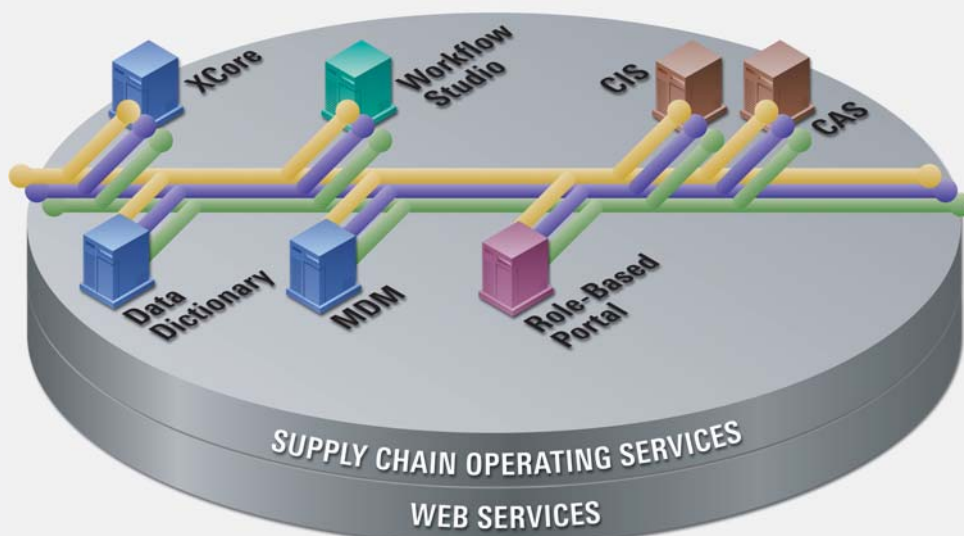 XCore
Workflow
Studio
CIS
CAS
Data
Dictionary
MDM
Role-Based
Portal
SUPPLY CHAIN OPERATING SERVICES
WEB SERVICES